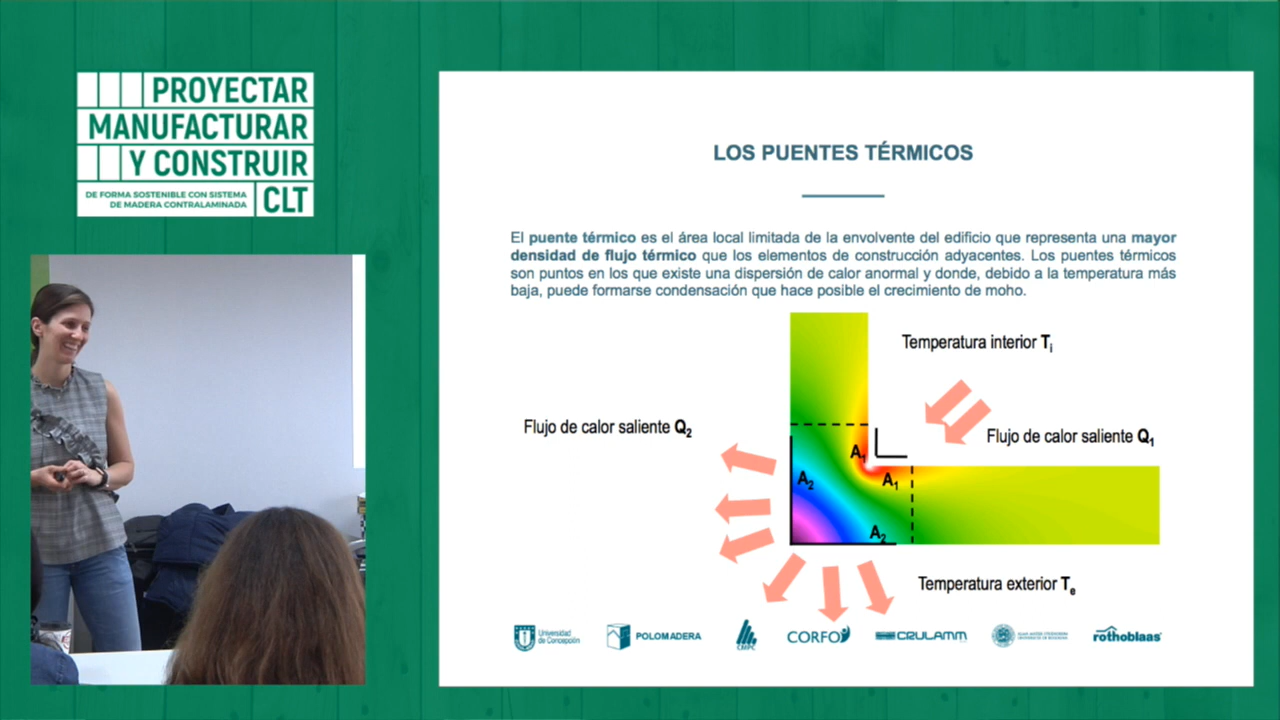 PROYECTAR
MANUFACTURAR
Y CONSTRUIR
DE FORMA SOSTENIBLE CON SISTEMA
DE MADERA CONTRALAMINADA
CLT
LOS PUENTES TÉRMICOS
El puente térmico es el área local limitada de la envolvente del edificio que representa una mayor
densidad de flujo térmico que los elementos de construcción adyacentes. Los puentes térmicos
son puntos en los que existe una dispersión de calor anormal y donde, debido a la temperatura más
baja, puede formarse condensación que hace posible el crecimiento de moho.
Temperatura interior Ti
Flujo de calor saliente Q2
Flujo de calor saliente Q1
A1
A1
A2
A2
Temperatura exterior Te
Universidad
de Concepción
POLOMADERA
CMPC
CORFO
CRULAMM
rothoblaas